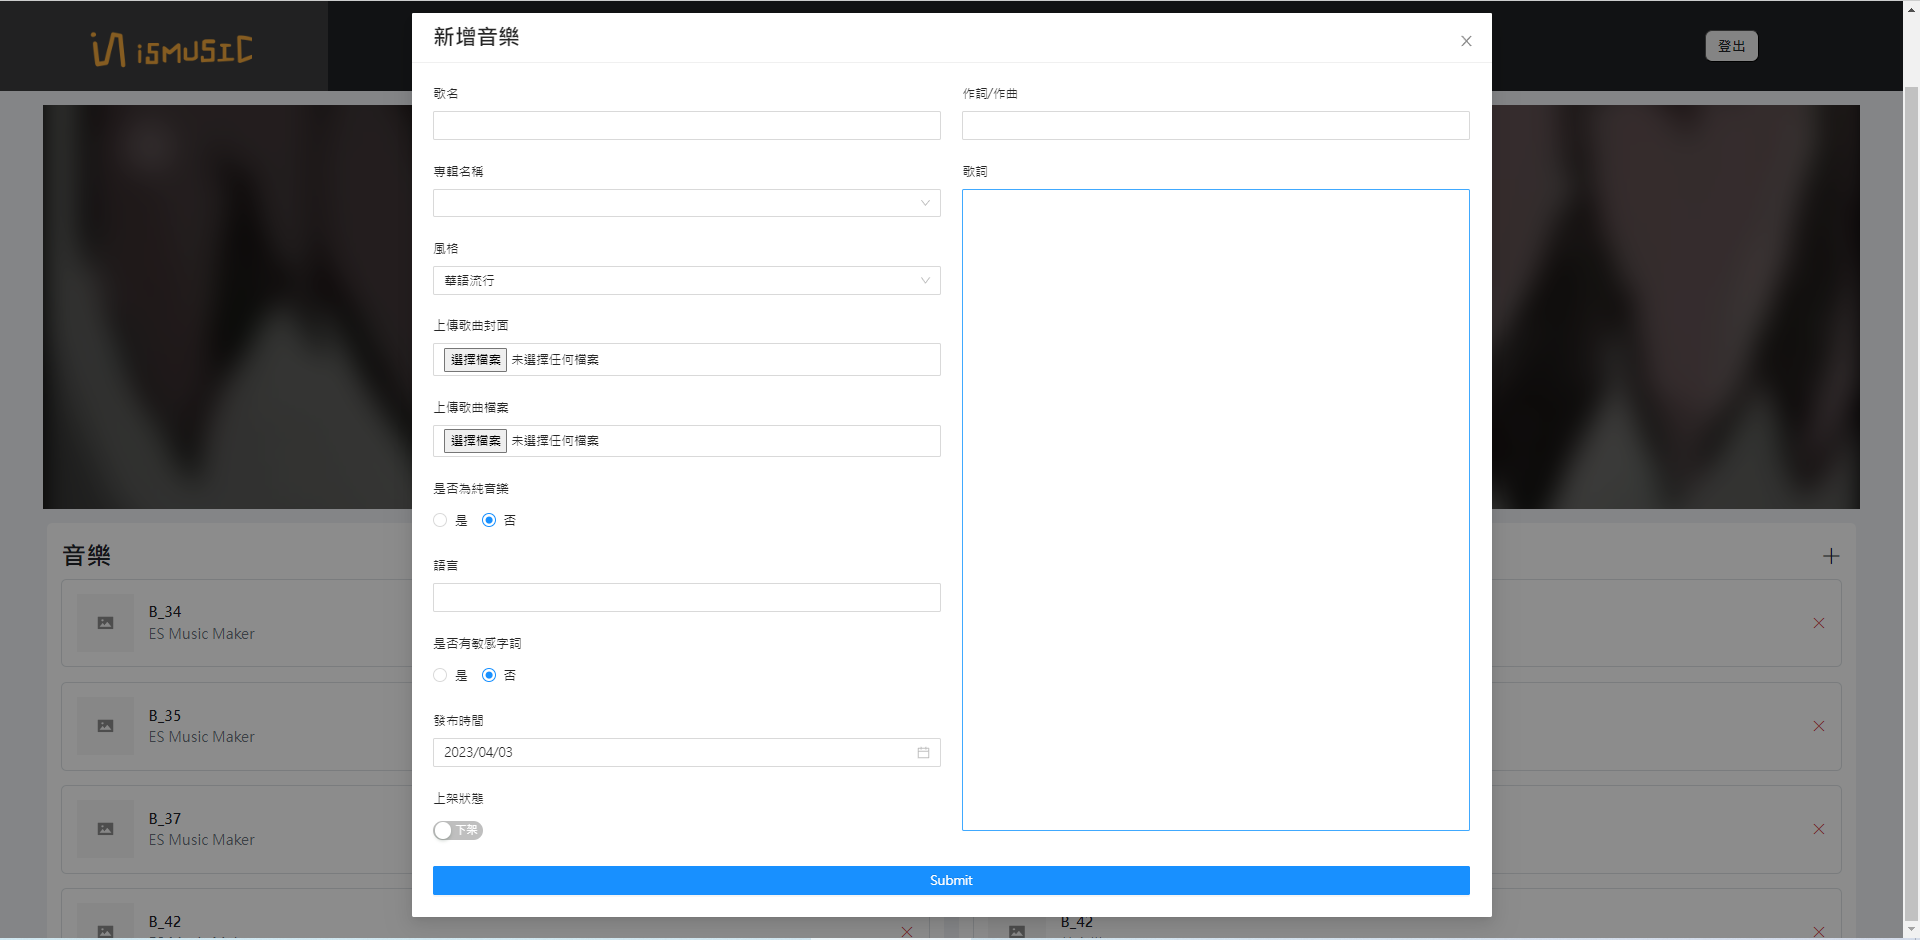 iSMUSIC
登出
新增音樂
歌名
作詞/作曲
專輯名稱
歌詞
風格
華語流行
上傳歌曲封面
選擇檔案 未選擇任何檔案
上傳歌曲檔案
選擇檔案 未選擇任何檔案
是否為純音樂
是 否
語言
是否有敏感字詞
是 否
發布時間
2023/04/03
上架狀態
下架
Submit
音樂
B_34
ES Music Maker
B_35
ES Music Maker
B_37
ES Music Maker
B_42
B_42